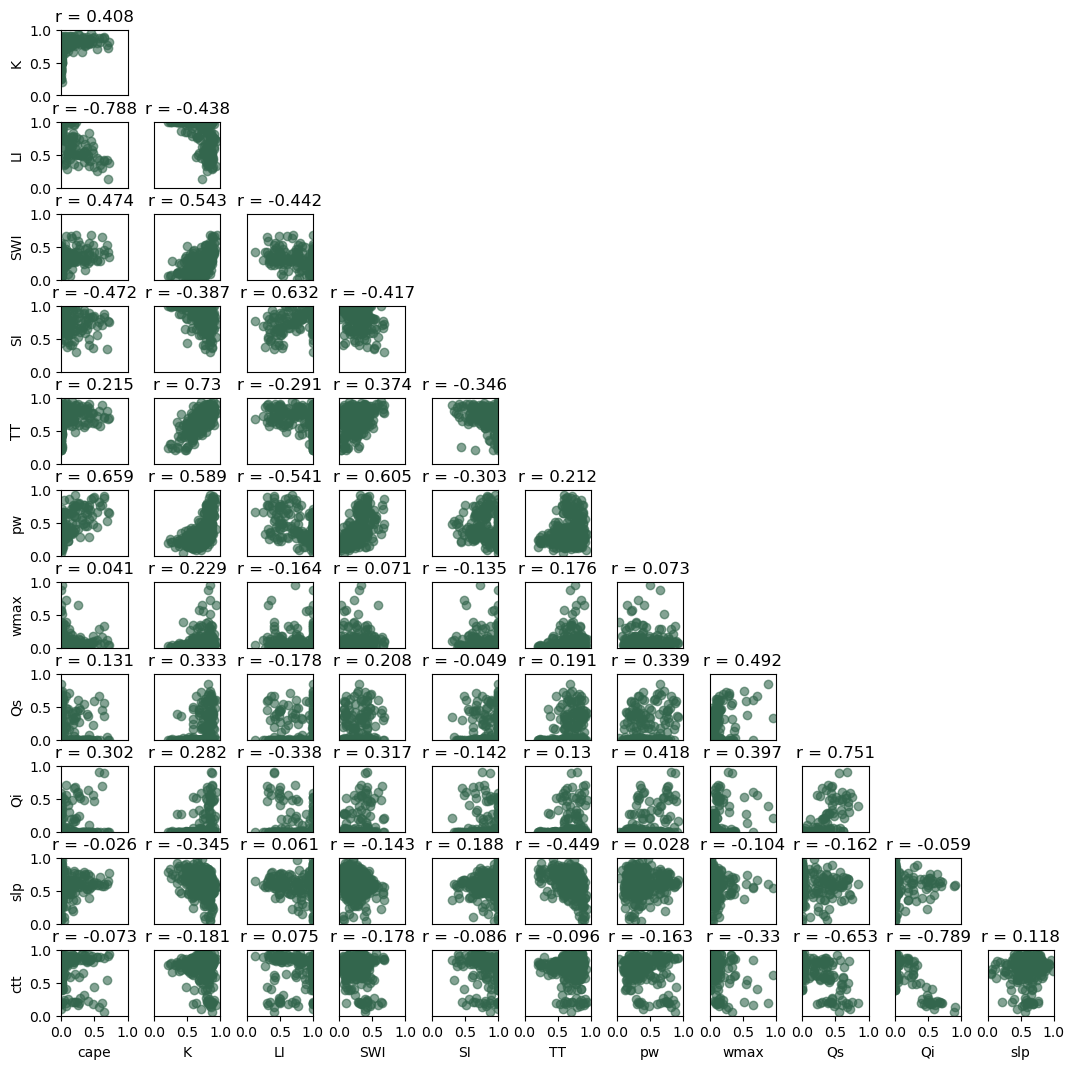 r = 0.408
1.0
K
0.5
0.0
r = -0.788 r = -0.438
1.0
LI
0.5
0.0
r = 0.474 r = 0.543 r = -0.442
1.0
SWI
0.5
0.0
r = -0.472 r = -0.387 r = 0.632 r = -0.417
1.0
SI
0.5
0.0
r = 0.215 r = 0.73 r = -0.291 r = 0.374 r = -0.346
1.0
TT
0.5
0.0
r = 0.659 r = 0.589 r = -0.541 r = 0.605 r = -0.303 r = 0.212
1.0
pw
0.5
0.0
r = 0.041 r = 0.229 r = -0.164 r = 0.071 r = -0.135 r = 0.176 r = 0.073
1.0
wmax
0.5
0.0
r = 0.131 r = 0.333 r = -0.178 r = 0.208 r = -0.049 r = 0.191 r = 0.339 r = 0.492
1.0
Qs
0.5
0.0
r = 0.302 r = 0.282 r = -0.338 r = 0.317 r = -0.142 r = 0.13 r = 0.418 r = 0.397 r = 0.751
1.0
Qi
0.5
0.0
r = -0.026 r = -0.345 r = 0.061 r = -0.143 r = 0.188 r = -0.449 r = 0.028 r = -0.104 r = -0.162 r = -0.059
1.0
slp
0.5
0.0
r = -0.073 r = -0.181 r = 0.075 r = -0.178 r = -0.086 r = -0.096 r = -0.163 r = -0.33 r = -0.653 r = -0.789 r = 0.118
1.0
ctt
0.5
0.0
0.0 0.5 1.0 0.0 0.5 1.0 0.0 0.5 1.0 0.0 0.5 1.0 0.0 0.5 1.0 0.0 0.5 1.0 0.0 0.5 1.0 0.0 0.5 1.0 0.0 0.5 1.0 0.0 0.5 1.0 0.0 0.5 1.0
cape K LI SWI SI TT pw wmax Qs Qi slp